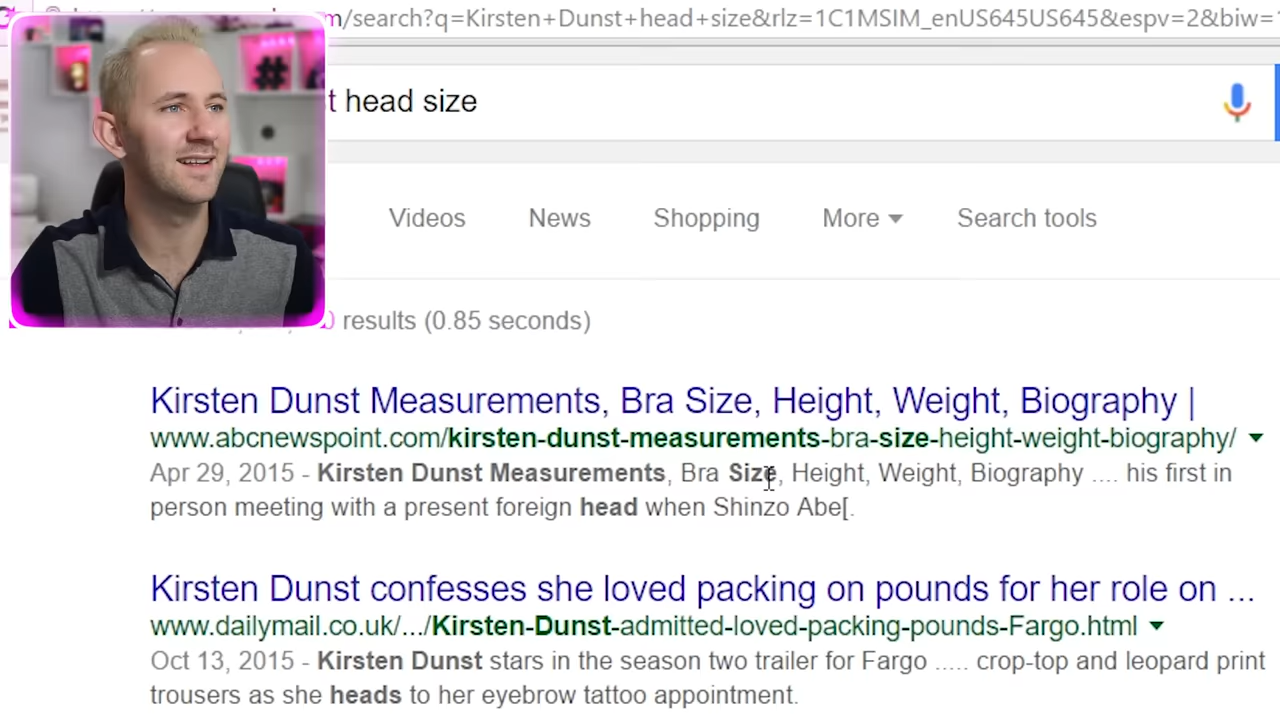 m/search?q=Kirsten+Dunst+head+size&rlz=1C1MSIM_enUS645US645&espv=2&biw=
#
t head size
Videos News Shopping More Search tools
0 results (0.85 seconds)
Kirsten Dunst Measurements, Bra Size, Height, Weight, Biography |
www.abcnewspoint.com/kirsten-dunst-measurements-bra-size-height-weight-biography/
Apr 29, 2015 - Kirsten Dunst Measurements, Bra Size, Height, Weight, Biography .... his first in
person meeting with a present foreign head when Shinzo Abe[.
Kirsten Dunst confesses she loved packing on pounds for her role on ...
www.dailymail.co.uk/.../Kirsten-Dunst-admitted-loved-packing-pounds-Fargo.html
Oct 13, 2015 - Kirsten Dunst stars in the season two trailer for Fargo ..... crop-top and leopard print
trousers as she heads to her eyebrow tattoo appointment.